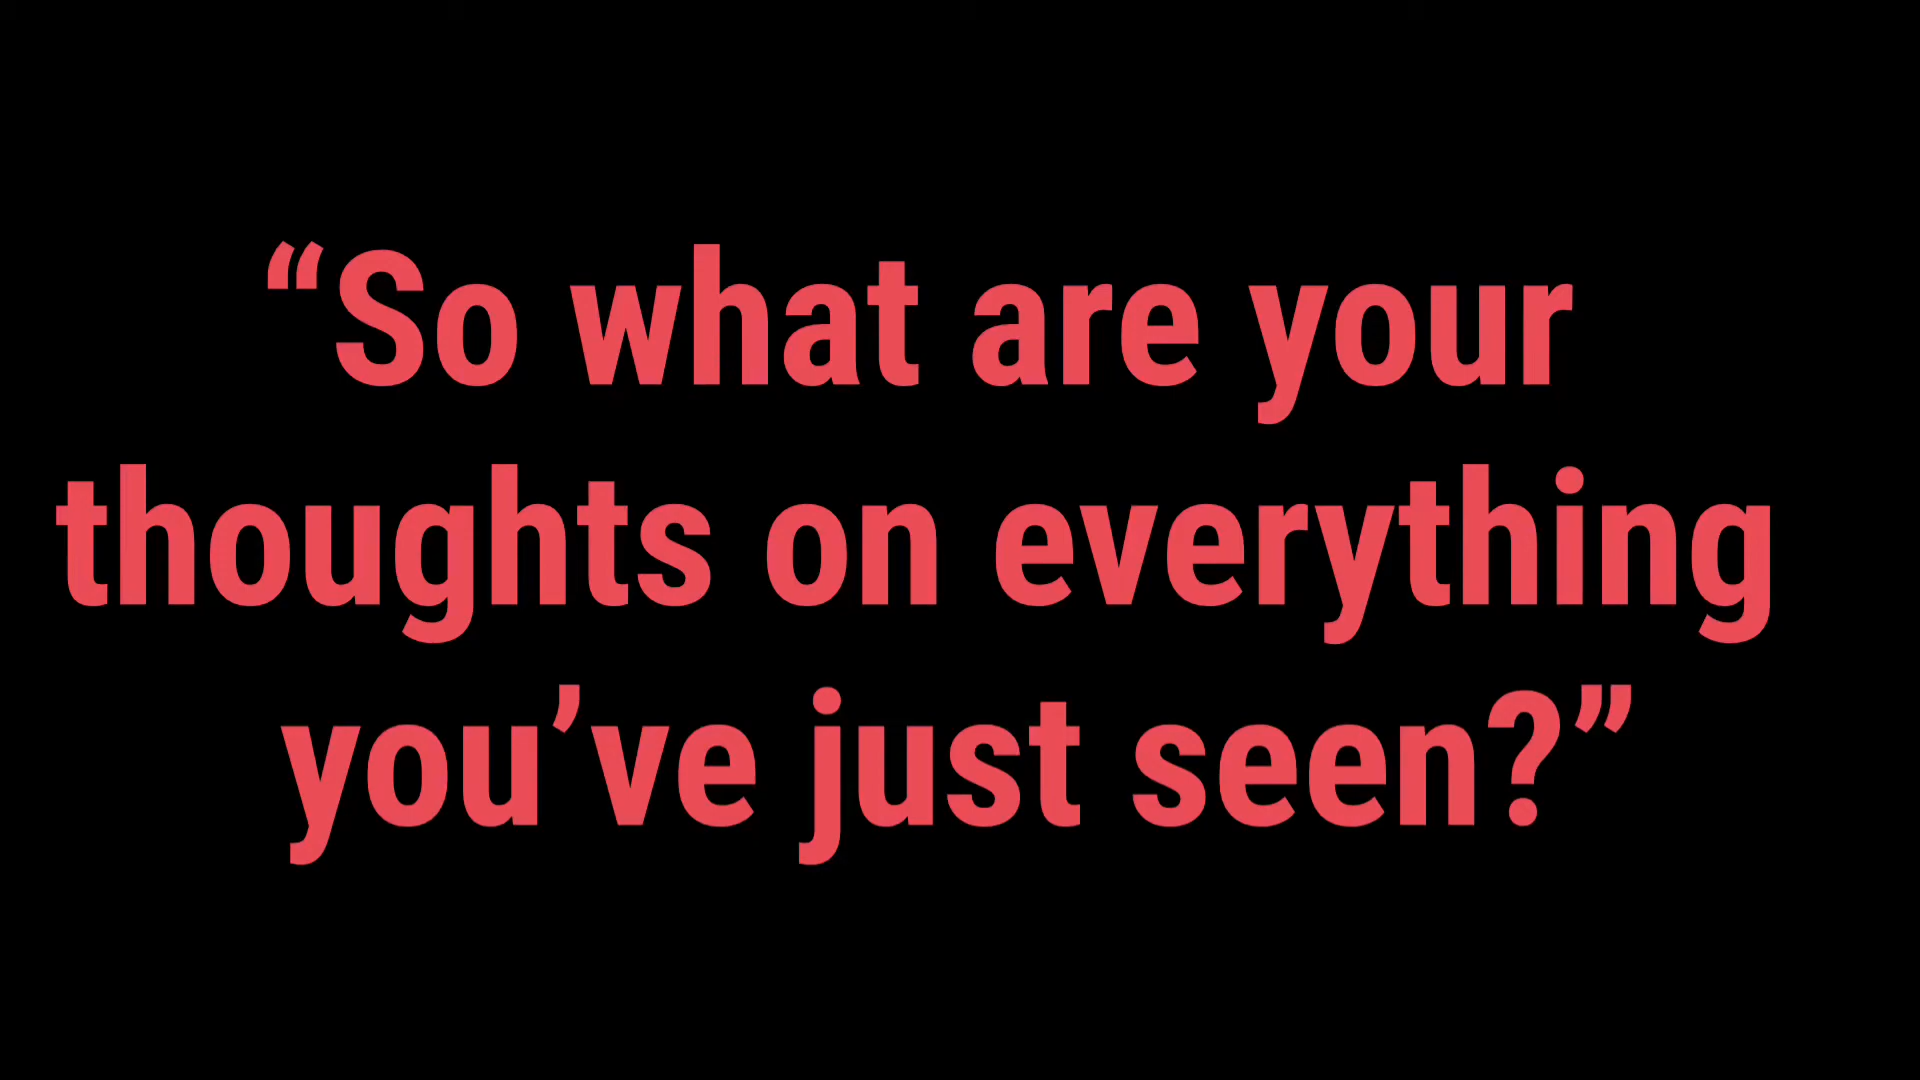 “So what are your
thoughts on everything
you’ve just seen?”